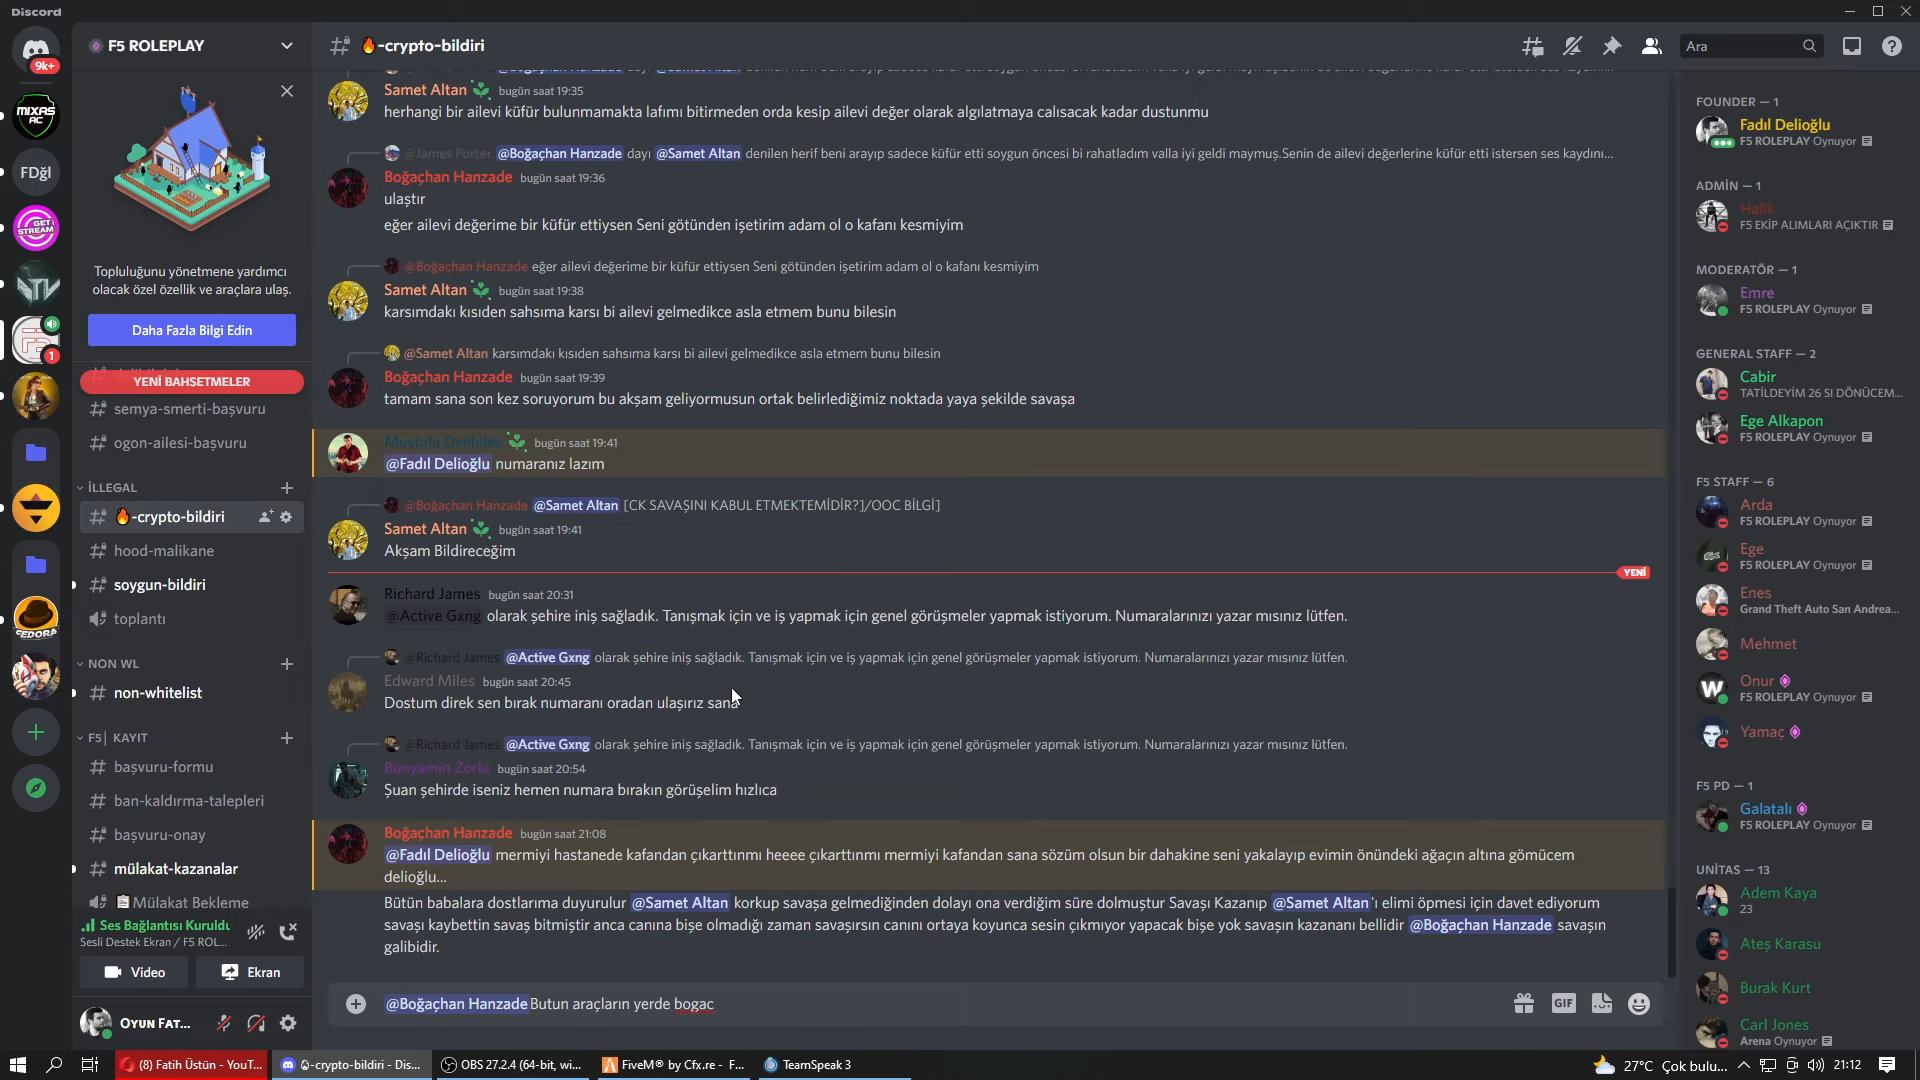 Discord
9k+
F5 ROLEPLAY
🔥-crypto-bildiri
Ara
MIXAS
AC
FDğl
GET
STREAM
1
FEDORA
Topluluğunu yönetmene yardımcı
olacak özel özellik ve araçlara ulaş.
Daha Fazla Bilgi Edin
YENİ BAHSETMELER
semya-smerti-başvuru
ogon-ailesi-başvuru
İLLEGAL
🔥-crypto-bildiri
hood-malikane
soygun-bildiri
toplantı
NON WL
non-whitelist
F5| KAYIT
başvuru-formu
ban-kaldırma-talepleri
başvuru-onay
mülakat-kazanalar
📋Mülakat Bekleme
Ses Bağlantısı Kuruldu
Sesli Destek Ekran / F5 ROL...
Video
Ekran
OYUN FAT...
Samet Altan bugün saat 19:35
herhangi bir ailevi küfür bulunmamakta lafımı bitirmeden orda kesip ailevi değer olarak algılatmaya calısacak kadar dustunmu
@James Porter @Boğaçhan Hanzade dayı @Samet Altan denilen herif beni arayıp sadece küfür etti soygun öncesi bi rahatladım valla iyi geldi maymuş.Senin de ailevi değerlerine küfür etti istersen ses kaydını...
Boğaçhan Hanzade bugün saat 19:36
ulaştır
eğer ailevi değerime bir küfür ettiysen Seni götünden işetirim adam ol o kafanı kesmiyim
@Boğaçhan Hanzade eğer ailevi değerime bir küfür ettiysen Seni götünden işetirim adam ol o kafanı kesmiyim
Samet Altan bugün saat 19:38
karsımdakı kısıden sahsıma karsı bi ailevi gelmedikce asla etmem bunu bilesin
@Samet Altan karsımdakı kısıden sahsıma karsı bi ailevi gelmedikce asla etmem bunu bilesin
Boğaçhan Hanzade bugün saat 19:39
tamam sana son kez soruyorum bu akşam geliyormusun ortak belirlediğimiz noktada yaya şekilde savaşa
Mustafa Delibilek bugün saat 19:41
@Fadıl Delioğlu numaranız lazım
@Boğaçhan Hanzade @Samet Altan [CK SAVAŞINI KABUL ETMEKTEMİDİR?]/OOC BİLGİ]
Samet Altan bugün saat 19:41
Akşam Bildireceğim
YENİ
Richard James bugün saat 20:31
@Active Gxng olarak şehire iniş sağladık. Tanışmak için ve iş yapmak için genel görüşmeler yapmak istiyorum. Numaralarınızı yazar mısınız lütfen.
@Richard James @Active Gxng olarak şehire iniş sağladık. Tanışmak için ve iş yapmak için genel görüşmeler yapmak istiyorum. Numaralarınızı yazar mısınız lütfen.
Edward Miles bugün saat 20:45
Dostum direk sen bırak numaranı oradan ulaşırız sana
@Richard James @Active Gxng olarak şehire iniş sağladık. Tanışmak için ve iş yapmak için genel görüşmeler yapmak istiyorum. Numaralarınızı yazar mısınız lütfen.
Bünyamin Zorlu bugün saat 20:54
Şuan şehirde iseniz hemen numara bırakın görüşelim hızlıca
Boğaçhan Hanzade bugün saat 21:08
@Fadıl Delioğlu mermiyi hastanede kafandan çıkarttınmı heeee çıkarttınmı mermiyi kafandan sana sözüm olsun bir dahakine seni yakalayıp evimin önündeki ağaçın altına gömücem
delioğlu...
Bütün babalara dostlarıma duyurulur @Samet Altan korkup savaşa gelmediğinden dolayı ona verdiğim süre dolmuştur Savaşı Kazanıp @Samet Altan 'ı elimi öpmesi için davet ediyorum
savaşı kaybettin savaş bitmiştir anca canına bişe olmadığı zaman savaşırsın canını ortaya koyunca sesin çıkmıyor yapacak bişe yok savaşın kazananı bellidir @Boğaçhan Hanzade savaşın
galibidir.
@Boğaçhan Hanzade Butun araçların yerde bogac
GIF
FOUNDER — 1
Fadıl Delioğlu
F5 ROLEPLAY Oynuyor
ADMİN — 1
Halik
F5 EKİP ALIMLARI AÇIKTIR
MODERATÖR — 1
Emre
F5 ROLEPLAY Oynuyor
GENERAL STAFF — 2
Cabir
TATİLDEYİM 26 SI DÖNÜCEM...
Ege Alkapon
F5 ROLEPLAY Oynuyor
F5 STAFF — 6
Arda
F5 ROLEPLAY Oynuyor
Ege
F5 ROLEPLAY Oynuyor
Enes
Grand Theft Auto San Andrea...
Mehmet
Onur
F5 ROLEPLAY Oynuyor
Yamaç
F5 PD — 1
Galatalı
F5 ROLEPLAY Oynuyor
UNİTAS — 13
Adem Kaya
23
Ateş Karasu
Burak Kurt
Carl Jones
Arena Oynuyor
(8) Fatih Üstün - YouT...
-crypto-bildiri - Dis...
OBS 27.2.4 (64-bit, wi...
FiveM® by Cfx.re - F...
TeamSpeak 3
27°C Çok bulu...
21:12